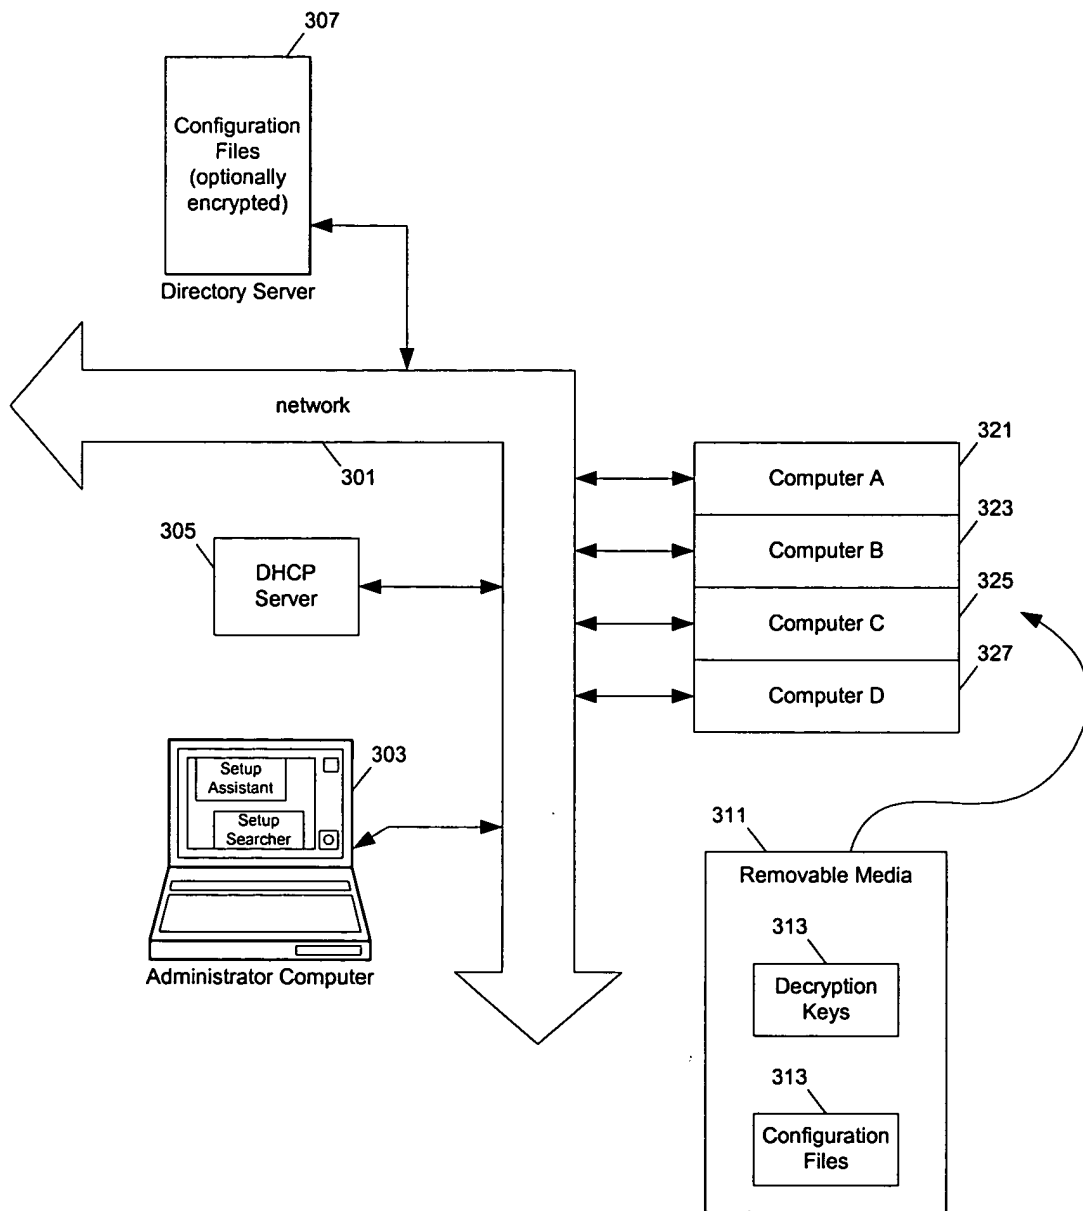 307
Configuration
Files
(optionally
encrypted)
Directory Server
network
301
321
Computer A
323
Computer B
325
Computer C
327
Computer D
305
DHCP
Server
303
Setup
Assistant
Setup
Searcher
Administrator Computer
311
Removable Media
313
Decryption
Keys
313
Configuration
Files